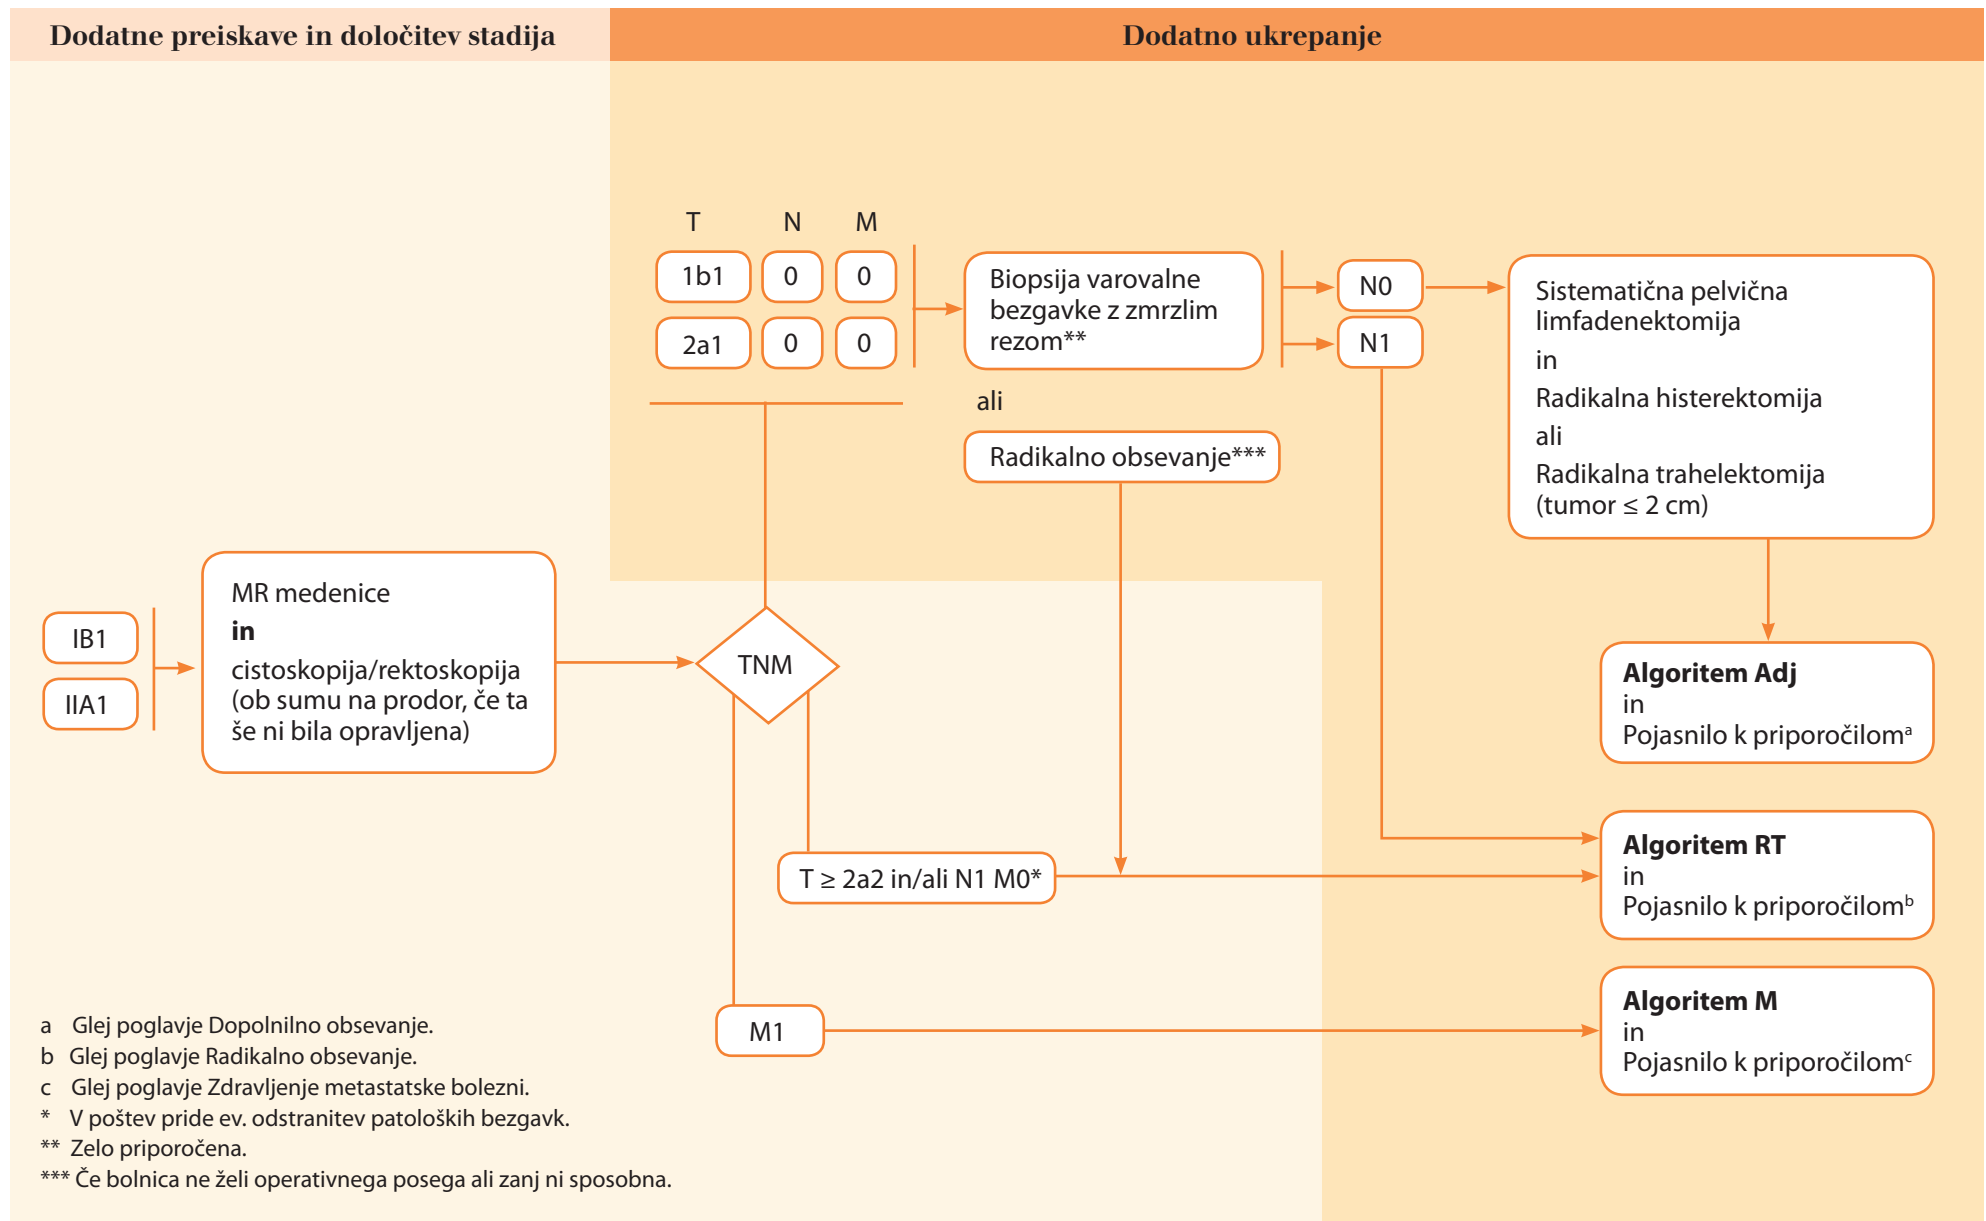 Dodatne preiskave in določitev stadija
Dodatno ukrepanje
T N M
1b1 0 0
2a1 0 0
Biopsija varovalne
bezgavke z zmrzlim
rezom**
ali
Radikalno obsevanje***
N0
N1
Sistematična pelvična
limfadenektomija
in
Radikalna histerektomija
ali
Radikalna trahelektomija
(tumor ≤ 2 cm)
IB1
IIA1
MR medenice
in
cistoskopija/rektoskopija
(ob sumu na prodor, če ta
še ni bila opravljena)
TNM
T ≥ 2a2 in/ali N1 M0*
M1
Algoritem Adj
in
Pojasnilo k priporočilomᵃ
Algoritem RT
in
Pojasnilo k priporočilomᵇ
Algoritem M
in
Pojasnilo k priporočilomᶜ
a Glej poglavje Dopolnilno obsevanje.
b Glej poglavje Radikalno obsevanje.
c Glej poglavje Zdravljenje metastatske bolezni.
* V poštev pride ev. odstranitev patoloških bezgavk.
** Zelo priporočena.
*** Če bolnica ne želi operativnega posega ali zanj ni sposobna.